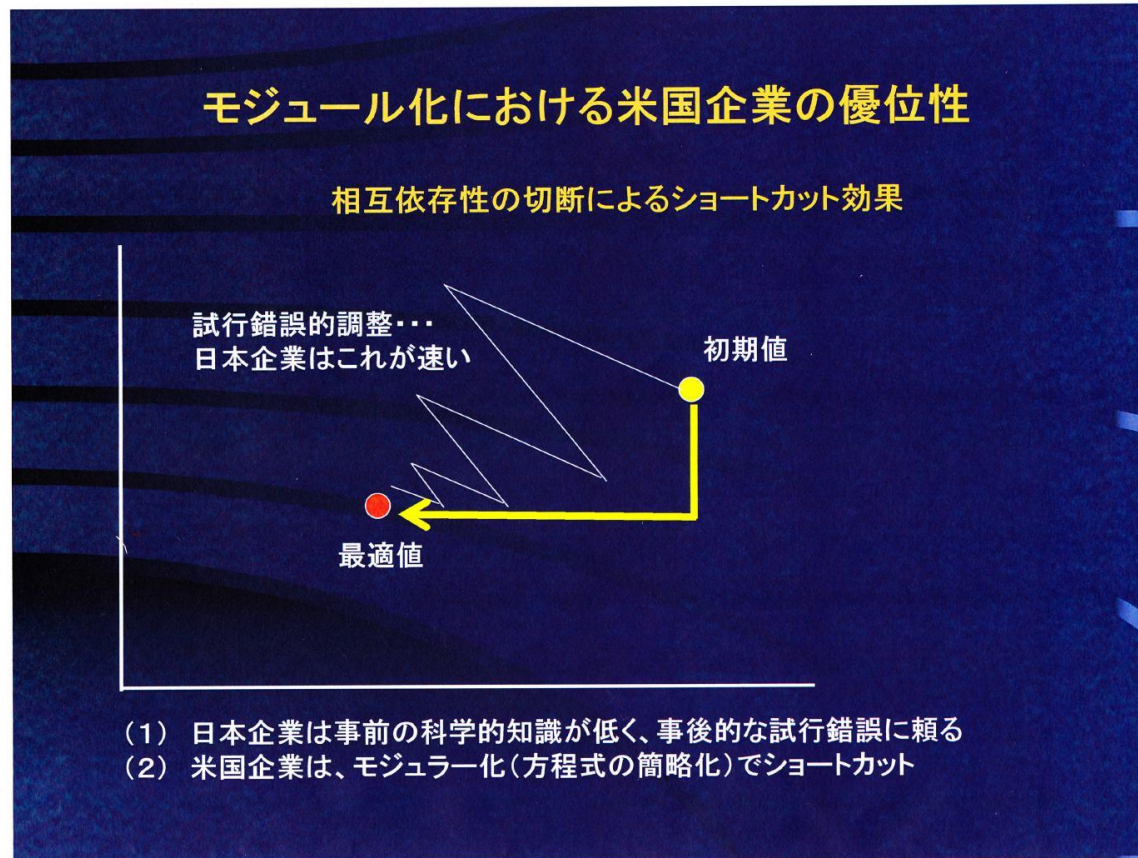 モジュール化における米国企業の優位性
相互依存性の切断によるショートカット効果
試行錯誤的調整･･･
日本企業はこれが速い
初期値
最適値
(1) 日本企業は事前の科学的知識が低く、事後的な試行錯誤に頼る
(2) 米国企業は、モジュラー化(方程式の簡略化)でショートカット